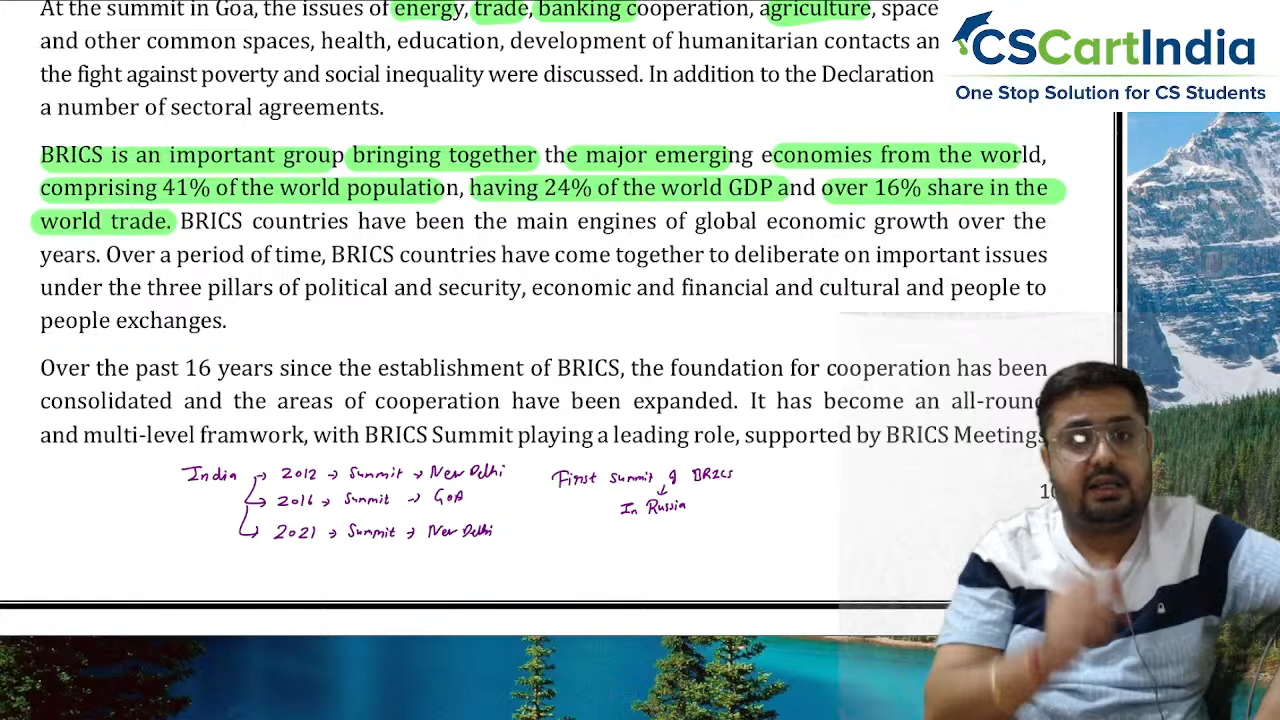 At the summit in Goa, the issues of energy, trade, banking cooperation, agriculture, space
and other common spaces, health, education, development of humanitarian contacts an
the fight against poverty and social inequality were discussed. In addition to the Declaration
a number of sectoral agreements.
CSCartIndia
One Stop Solution for CS Students
BRICS is an important group bringing together the major emerging economies from the world,
comprising 41% of the world population, having 24% of the world GDP and over 16% share in the
world trade. BRICS countries have been the main engines of global economic growth over the
years. Over a period of time, BRICS countries have come together to deliberate on important issues
under the three pillars of political and security, economic and financial and cultural and people to
people exchanges.
Over the past 16 years since the establishment of BRICS, the foundation for cooperation has been
consolidated and the areas of cooperation have been expanded. It has become an all-round
and multi-level framwork, with BRICS Summit playing a leading role, supported by BRICS Meetings
India → 2012 → Summit → New Delhi
→ 2016 → Summit → GOA
→ 2021 → Summit → New Delhi
First summit of BRICS
↓
In Russia
10